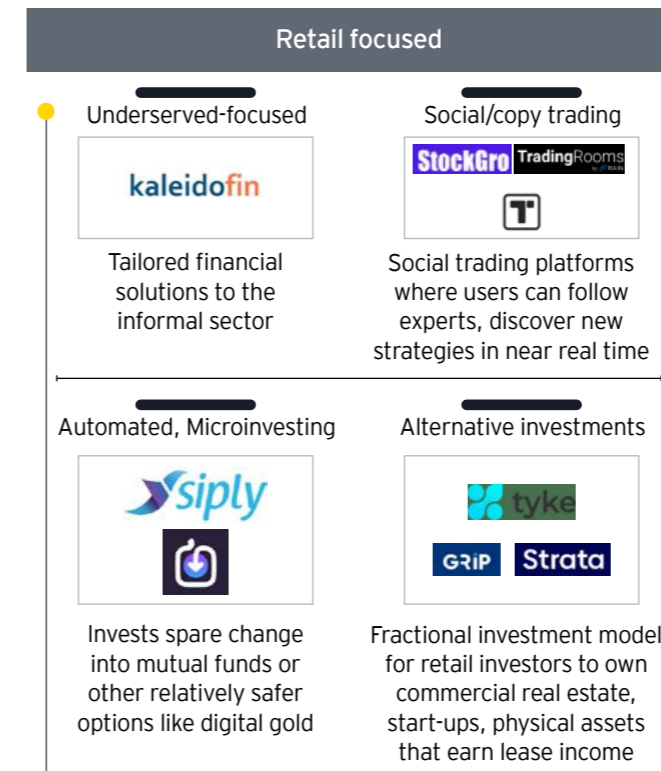 Retail focused
Underserved-focused
kaleidofin
Tailored financial
solutions to the
informal sector
Social/copy trading
StockGro
TradingRooms
T
Social trading platforms
where users can follow
experts, discover new
strategies in near real time
Automated, Microinvesting
siply
Invests spare change
into mutual funds or
other relatively safer
options like digital gold
Alternative investments
tyke
GRiP
Strata
Fractional investment model
for retail investors to own
commercial real estate,
start-ups, physical assets
that earn lease income